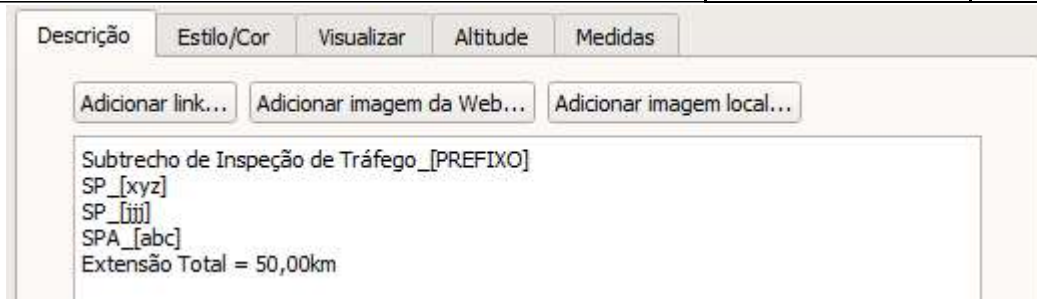 Descrição Estilo/Cor Visualizar Altitude Medidas
Adicionar link... Adicionar imagem da Web... Adicionar imagem local...
Subtrecho de Inspeção de Tráfego_[PREFIXO]
SP_[xyz]
SP_[jjj]
SPA_[abc]
Extensão Total = 50,00km